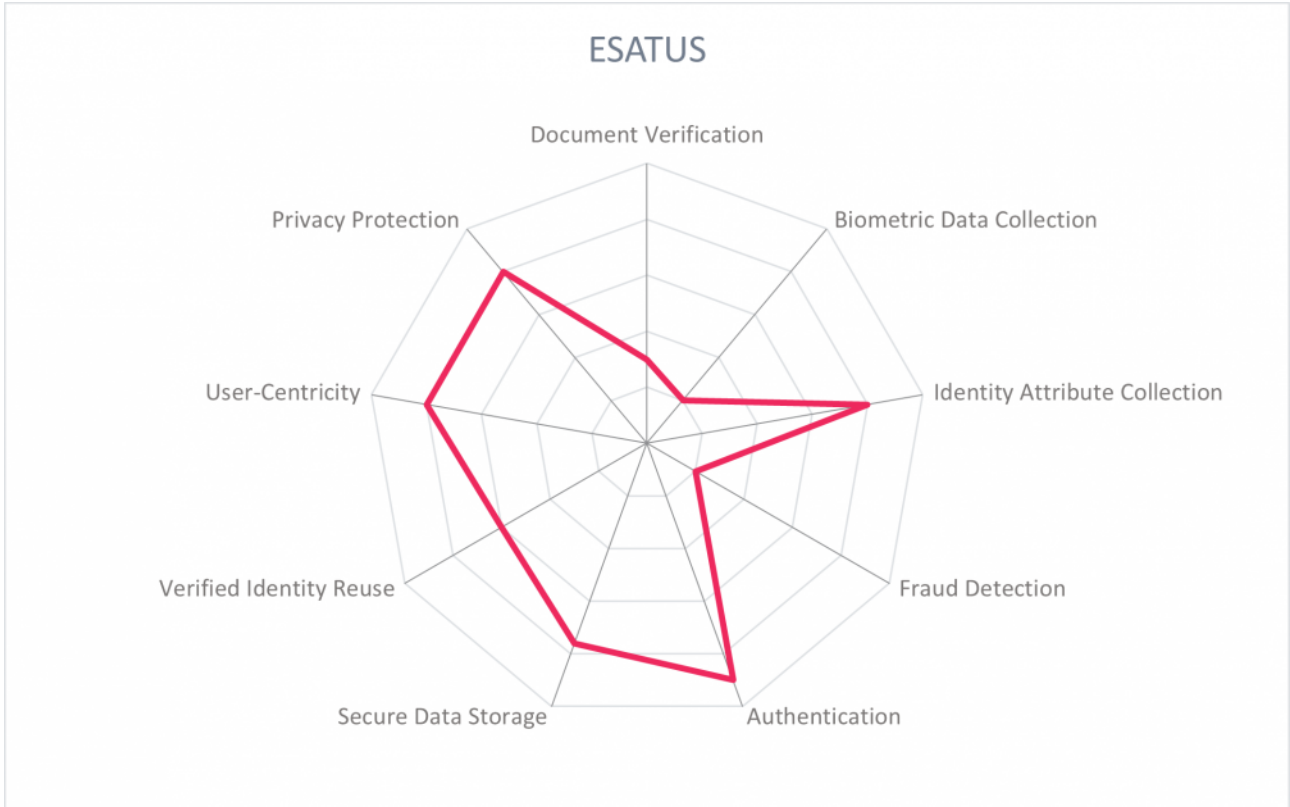 ESATUS
Document Verification
Privacy Protection
Biometric Data Collection
User-Centricity
Identity Attribute Collection
Verified Identity Reuse
Fraud Detection
Secure Data Storage
Authentication